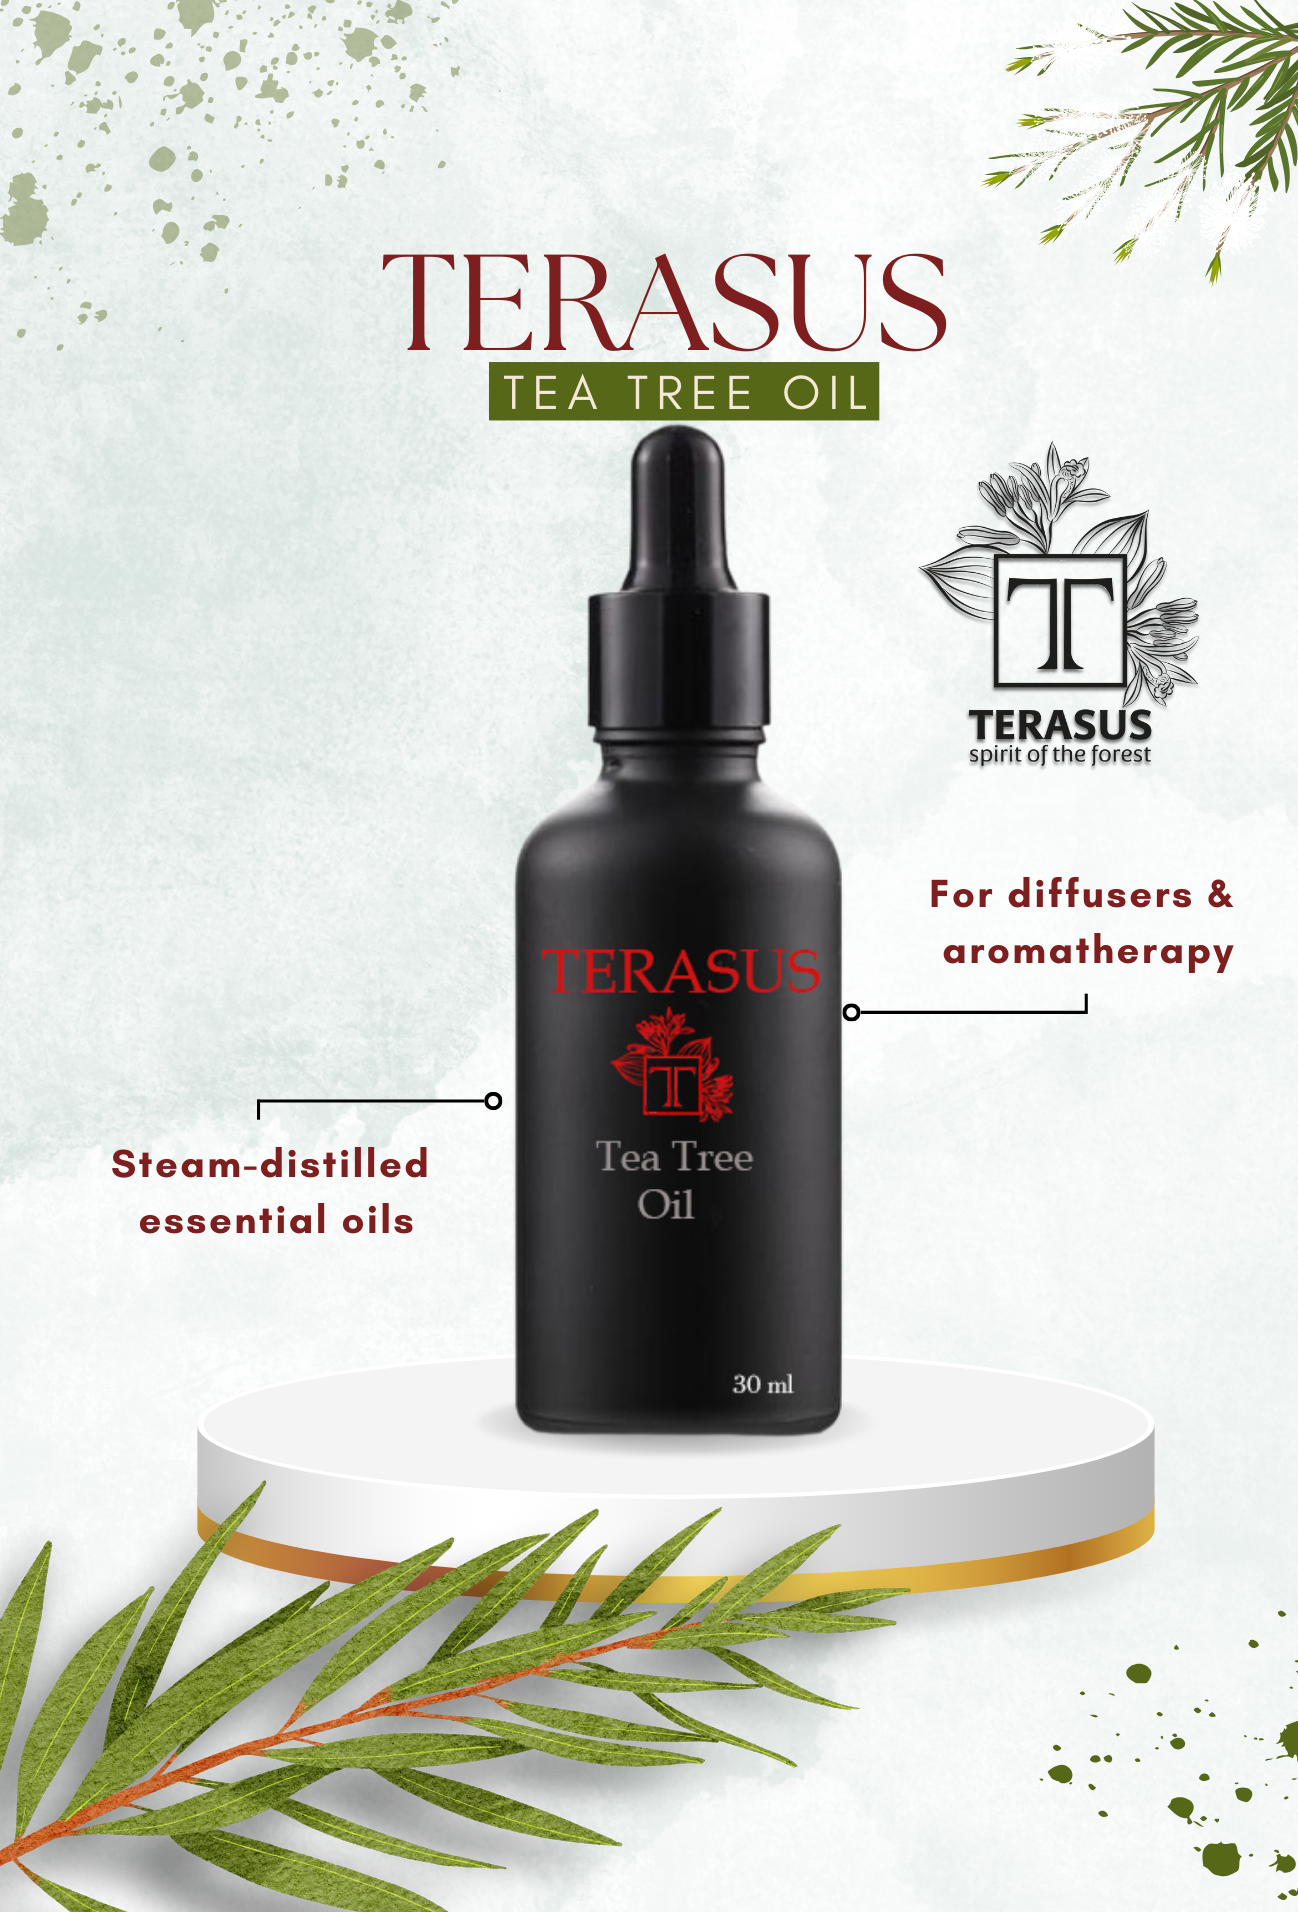 TERASUS
TEA TREE OIL
T
TERASUS
spirit of the forest
For diffusers &
aromatherapy
TERASUS
T
Tea Tree
Oil
Steam-distilled
essential oils
30 ml